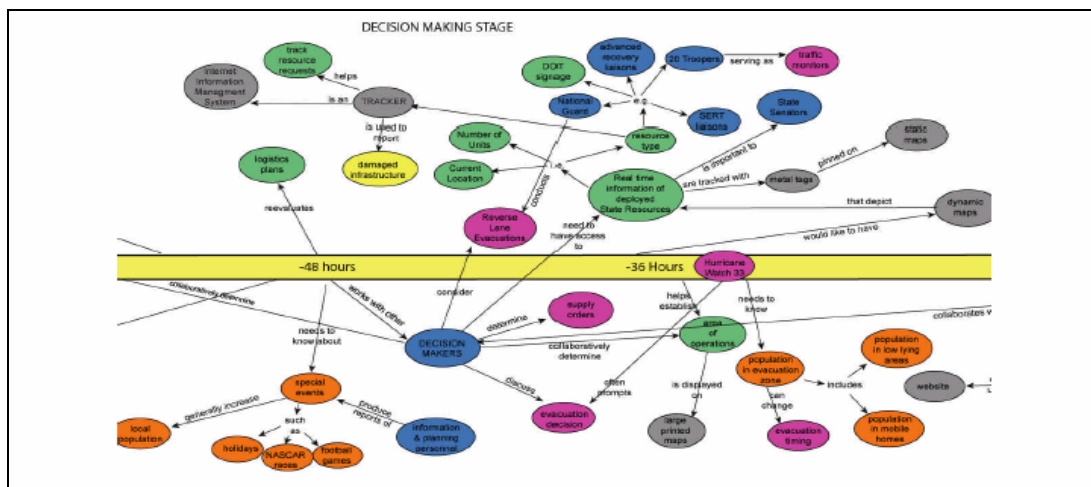 DECISION MAKING STAGE
track
resource
requests
Internet
Information
Managment
System
helps
is an
TRACKER
is used to
report
damaged
infrastructure
logistics
plans
reevaluates
DOIT
signage
advanced
recovery
liaisons
20 Troopers
serving as
traffic
monitors
National
Guard
e.g.
SERT
liaisons
State
Senators
Number of
Units
resource
type
Current
Location
i.e.
conducts
Real time
information of
deployed
State Resources
is important to
are tracked with
metal tags
pinned on
static
maps
that depict
dynamic
maps
would like to have
Reverse
Lane
Evacuations
need to
have access
to
-48 hours
-36 Hours
Hurricane
Watch 33
collaboratively determine
works with other
consider
needs to
know about
DECISION
MAKERS
determine
supply
orders
collaboratively
determine
helps
establish
area
of
operations
needs to
know
collaborates w
population
in low lying
areas
population
in evacuation
zone
includes
website
population
in mobile
homes
can
change
evacuation
timing
is displayed
on
large
printed
maps
often
prompts
discuss
evacuation
decision
special
events
generally increase
local
population
such
as
holidays
NASCAR
races
football
games
produce
reports of
information
& planning
personnel